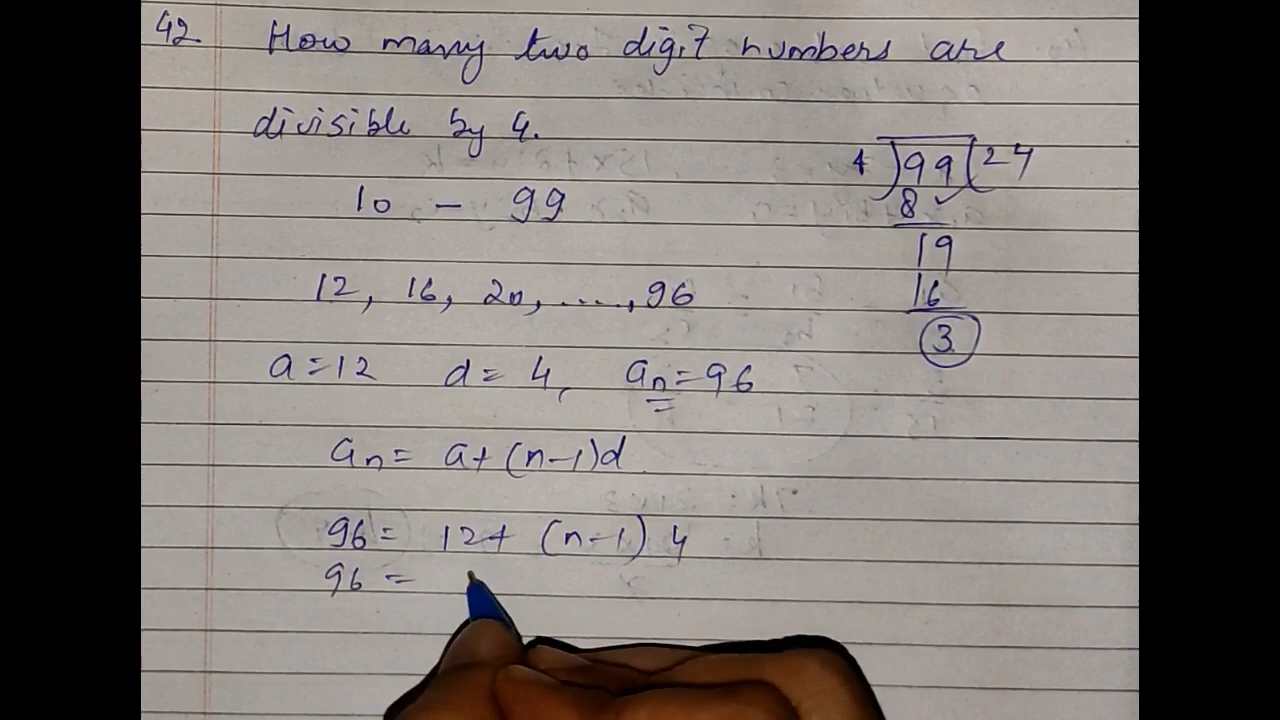 42. How many two digit numbers are
divisible by 4.
10 - 99
12, 16, 20, ...., 96
a=12 d= 4, an=96
an= a+(n-1)d
96= 12+ (n-1) 4
96 =
4)99(24
8
19
16
3